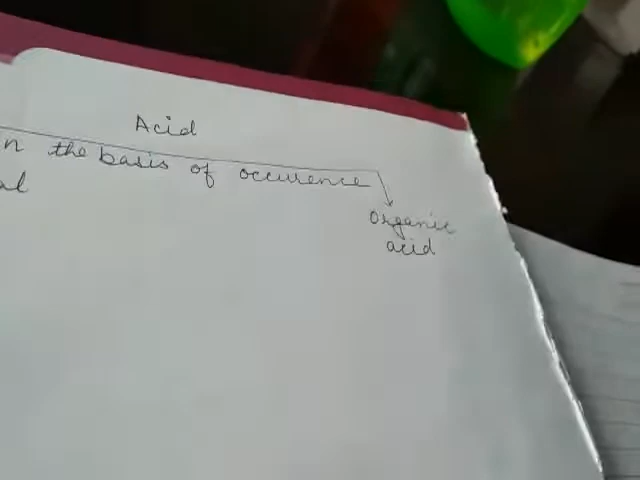 Acid
n the basis of occurence
al
Organic
acid